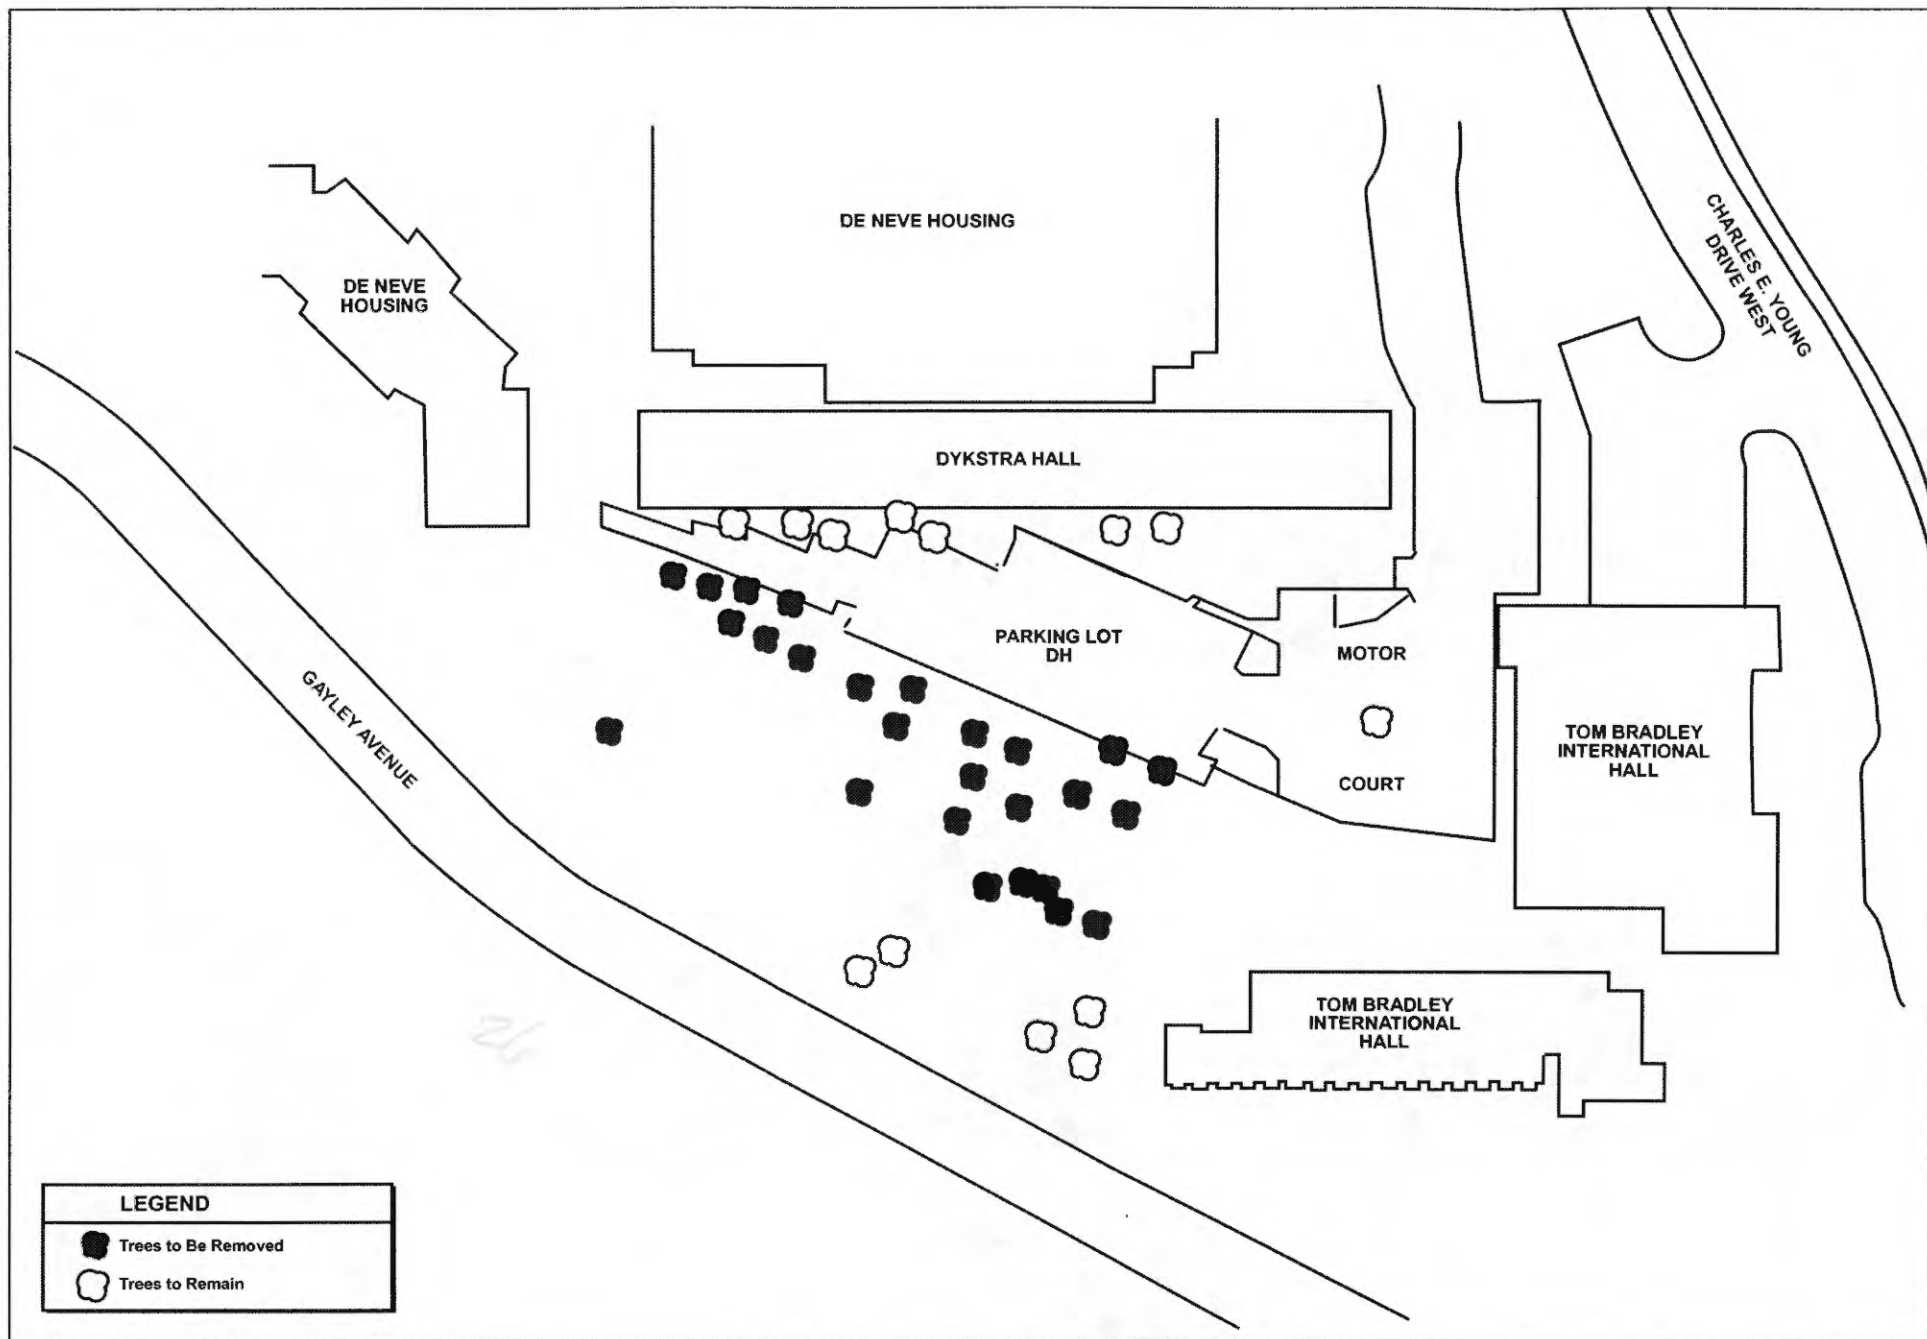 DE NEVE HOUSING
DE NEVE
HOUSING
CHARLES E. YOUNG
DRIVE WEST
DYKSTRA HALL
PARKING LOT
DH
MOTOR
COURT
GAYLEY AVENUE
TOM BRADLEY
INTERNATIONAL
HALL
TOM BRADLEY
INTERNATIONAL
HALL
LEGEND
Trees to Be Removed
Trees to Remain